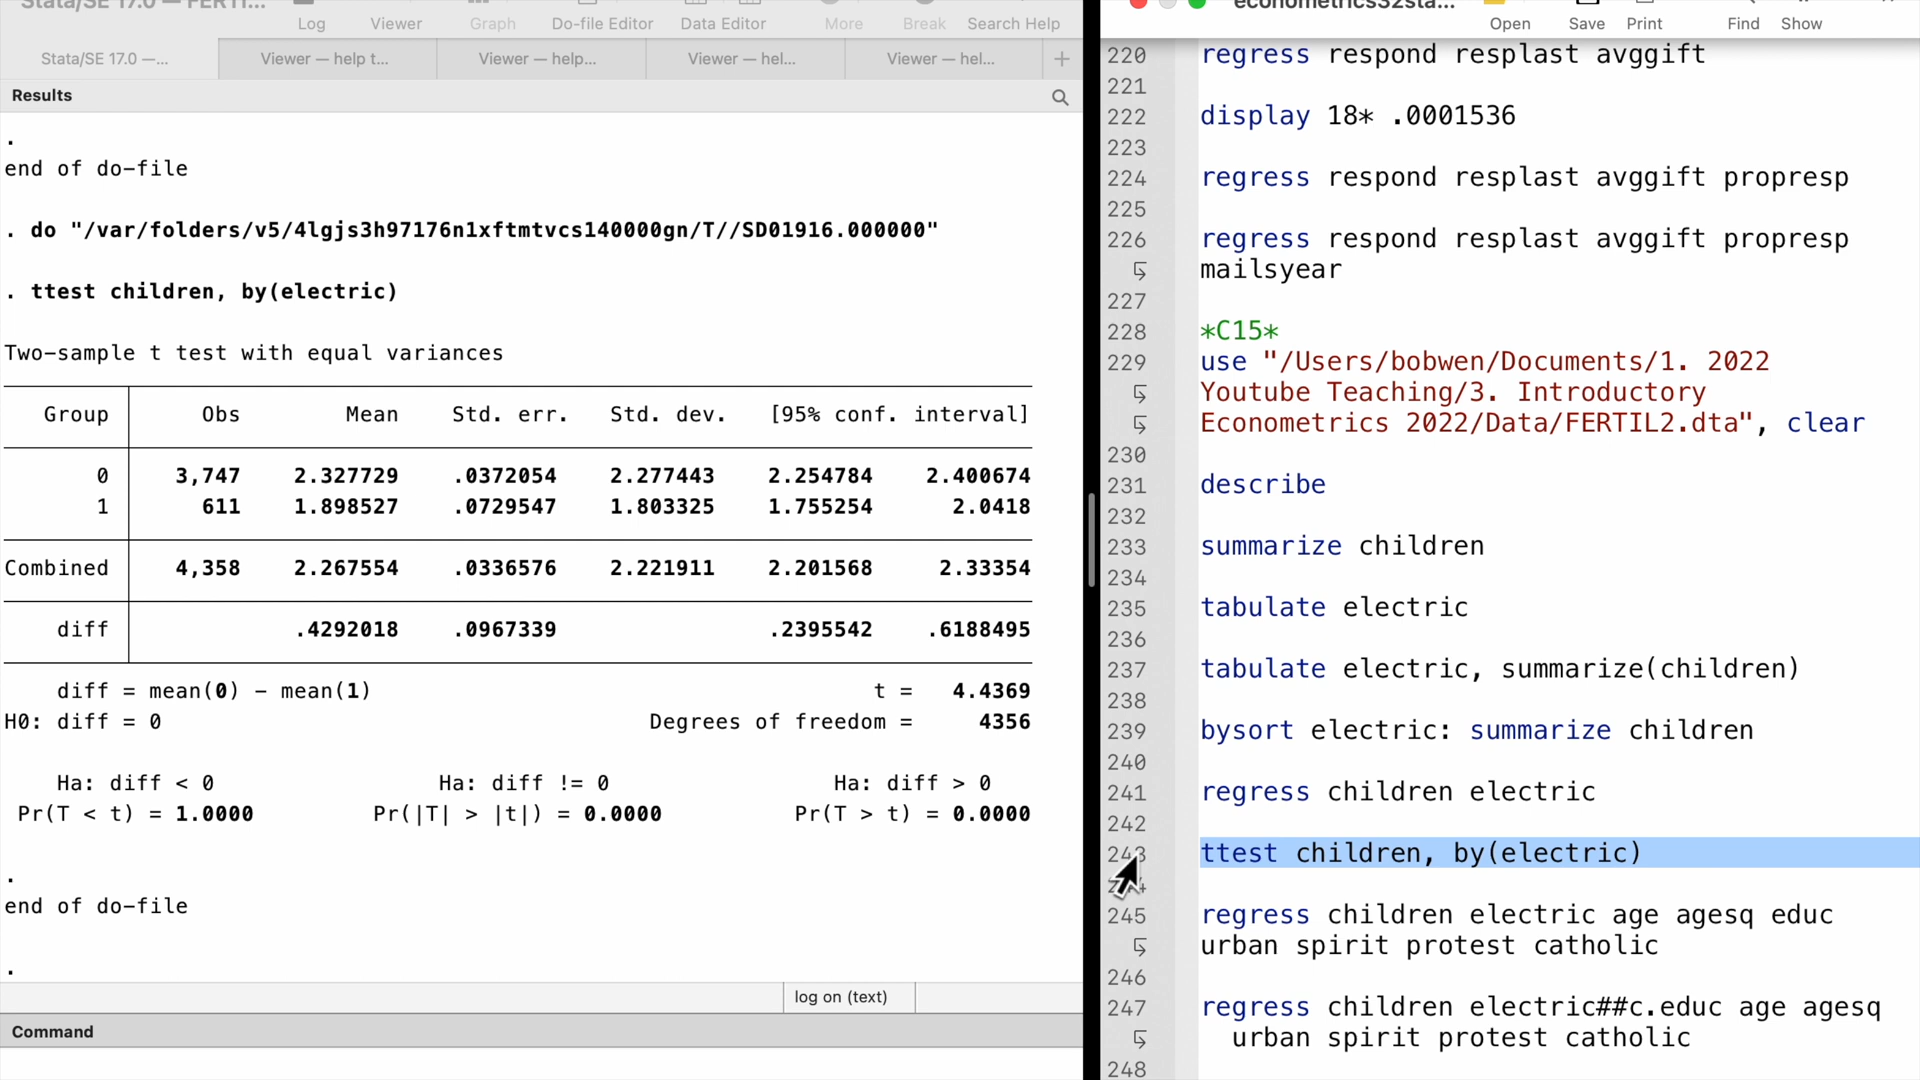 Stata/SE 17.0 — FERTI...
Log Viewer Graph Do-file Editor Data Editor More Break Search Help
Stata/SE 17.0 —... Viewer — help t... Viewer — help... Viewer — hel... Viewer — hel... +
Results
.
end of do-file
. do "/var/folders/v5/4lgjs3h97176n1xftmtvcs140000gn/T//SD01916.000000"
. ttest children, by(electric)
Two-sample t test with equal variances
Group Obs Mean Std. err. Std. dev. [95% conf. interval]
0 3,747 2.327729 .0372054 2.277443 2.254784 2.400674
1 611 1.898527 .0729547 1.803325 1.755254 2.0418
Combined 4,358 2.267554 .0336576 2.221911 2.201568 2.33354
diff .4292018 .0967339 .2395542 .6188495
diff = mean(0) - mean(1) t = 4.4369
H0: diff = 0 Degrees of freedom = 4356
Ha: diff < 0 Ha: diff != 0 Ha: diff > 0
Pr(T < t) = 1.0000 Pr(|T| > |t|) = 0.0000 Pr(T > t) = 0.0000
.
end of do-file
.
log on (text)
Command
econometrics32sta...
Open Save Print Find Show
220 regress respond resplast avggift
221
222 display 18* .0001536
223
224 regress respond resplast avggift propresp
225
226 regress respond resplast avggift propresp
mailsyear
227
228 *C15*
229 use "/Users/bobwen/Documents/1. 2022
Youtube Teaching/3. Introductory
Econometrics 2022/Data/FERTIL2.dta", clear
230
231 describe
232
233 summarize children
234
235 tabulate electric
236
237 tabulate electric, summarize(children)
238
239 bysort electric: summarize children
240
241 regress children electric
242
243 ttest children, by(electric)
244
245 regress children electric age agesq educ
urban spirit protest catholic
246
247 regress children electric##c.educ age agesq
urban spirit protest catholic
248